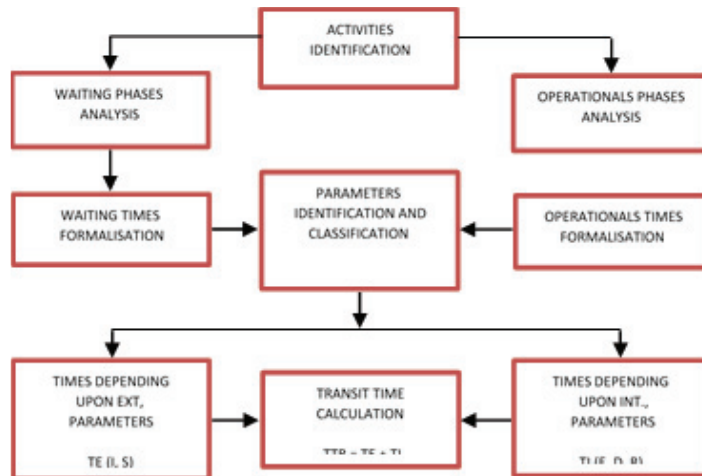 ACTIVITIES
IDENTIFICATION
WAITING PHASES
ANALYSIS
OPERATIONALS PHASES
ANALYSIS
WAITING TIMES
FORMALISATION
PARAMETERS
IDENTIFICATION AND
CLASSIFICATION
OPERATIONALS TIMES
FORMALISATION
TIMES DEPENDING
UPON EXT,
PARAMETERS
TE (I, S)
TRANSIT TIME
CALCULATION
TIMES DEPENDING
UPON INT.,
PARAMETERS